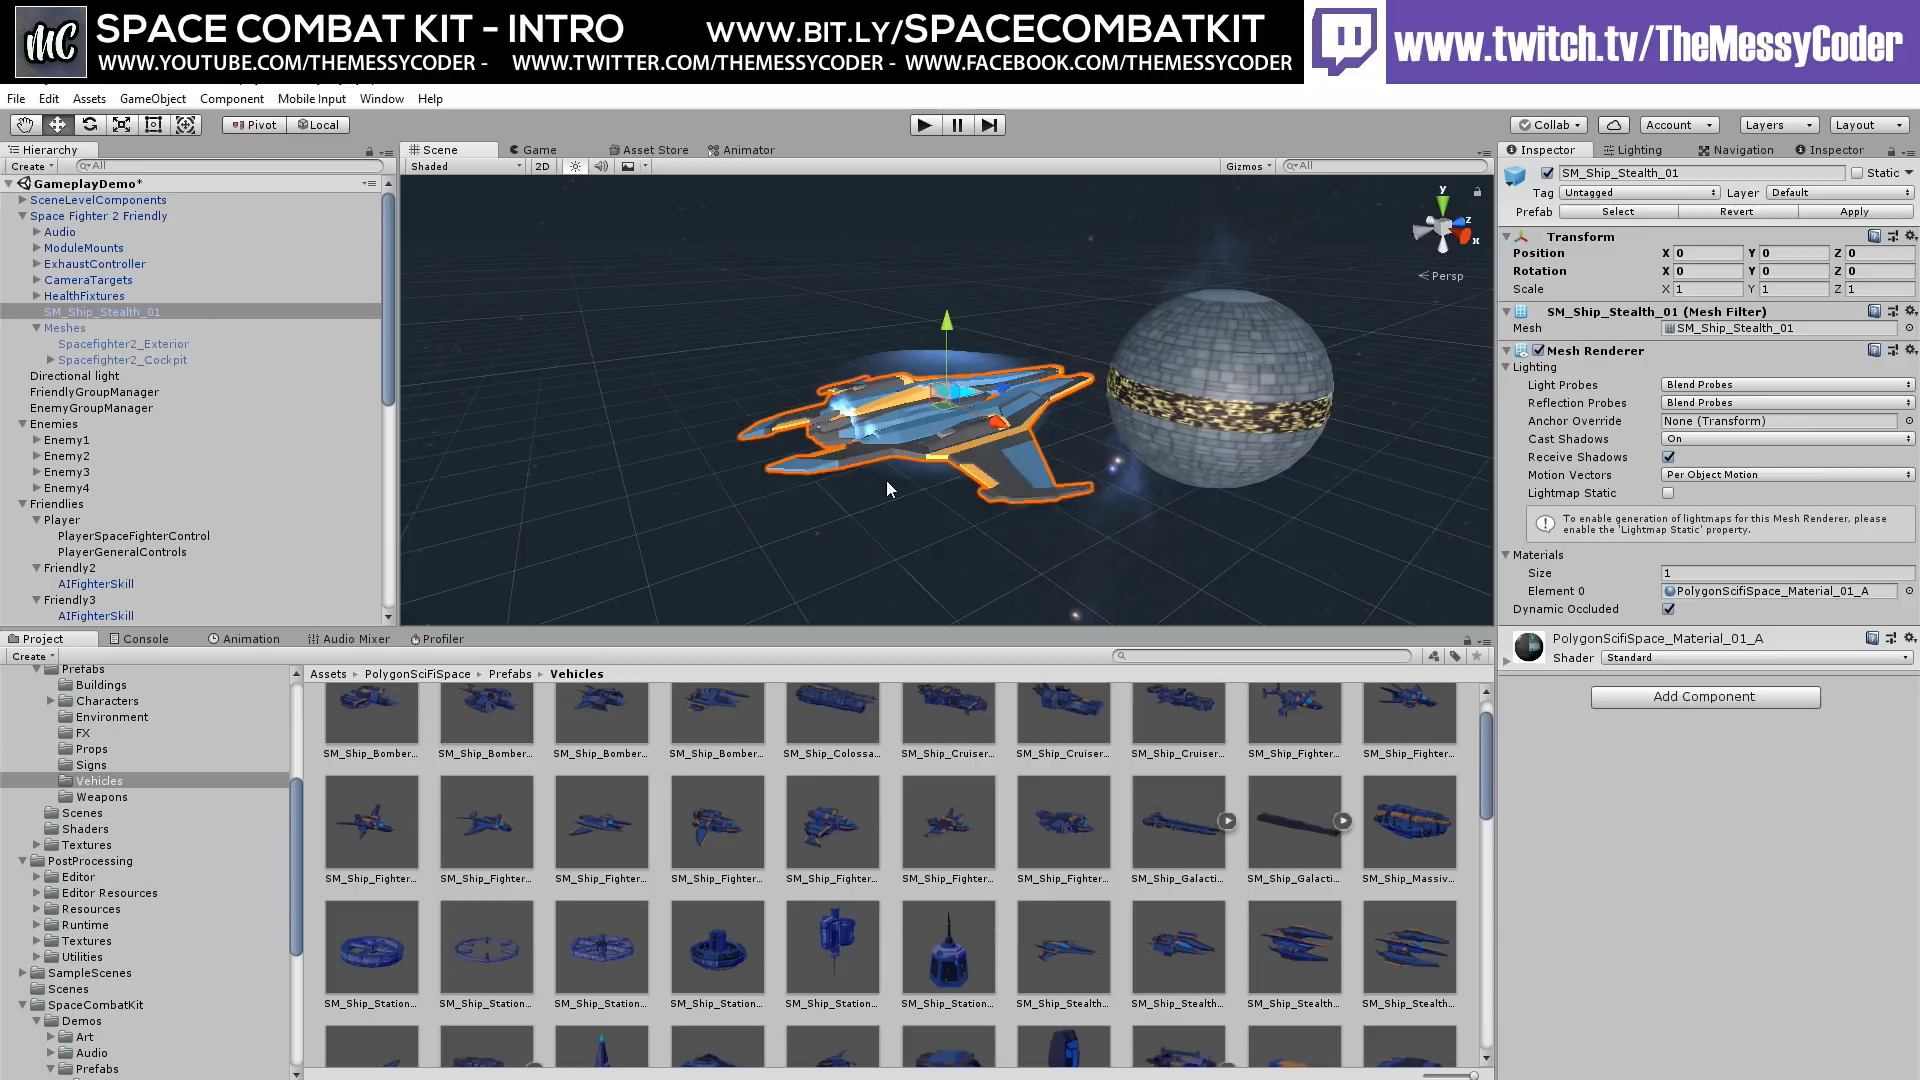 MC SPACE COMBAT KIT - INTRO WWW.BIT.LY/SPACECOMBATKIT www.twitch.tv/TheMessyCoder
WWW.YOUTUBE.COM/THEMESSYCODER - WWW.TWITTER.COM/THEMESSYCODER - WWW.FACEBOOK.COM/THEMESSYCODER
File Edit Assets GameObject Component Mobile Input Window Help
Pivot Local Collab Account Layers Layout
Hierarchy
Create All
GameplayDemo*
SceneLevelComponents
Space Fighter 2 Friendly
Audio
ModuleMounts
ExhaustController
CameraTargets
HealthFixtures
SM_Ship_Stealth_01
Meshes
Spacefighter2_Exterior
Spacefighter2_Cockpit
Directional light
FriendlyGroupManager
EnemyGroupManager
Enemies
Enemy1
Enemy2
Enemy3
Enemy4
Friendlies
Player
PlayerSpaceFighterControl
PlayerGeneralControls
Friendly2
AIFighterSkill
Friendly3
AIFighterSkill
Scene Game Asset Store Animator
Shaded 2D Gizmos All
y
z
x
Persp
Inspector Lighting Navigation Inspector
SM_Ship_Stealth_01 Static
Tag Untagged Layer Default
Prefab Select Revert Apply
Transform
Position X 0 Y 0 Z 0
Rotation X 0 Y 0 Z 0
Scale X 1 Y 1 Z 1
SM_Ship_Stealth_01 (Mesh Filter)
Mesh SM_Ship_Stealth_01
Mesh Renderer
Lighting
Light Probes Blend Probes
Reflection Probes Blend Probes
Anchor Override None (Transform)
Cast Shadows On
Receive Shadows
Motion Vectors Per Object Motion
Lightmap Static
To enable generation of lightmaps for this Mesh Renderer, please
enable the 'Lightmap Static' property.
Materials
Size 1
Element 0 PolygonScifiSpace_Material_01_A
Dynamic Occluded
PolygonScifiSpace_Material_01_A
Shader Standard
Add Component
Project Console Animation Audio Mixer Profiler
Create
Prefabs
Buildings
Characters
Environment
FX
Props
Signs
Vehicles
Weapons
Scenes
Shaders
Textures
PostProcessing
Editor
Editor Resources
Resources
Runtime
Textures
Utilities
SampleScenes
Scenes
SpaceCombatKit
Demos
Art
Audio
Prefabs
Assets PolygonSciFiSpace Prefabs Vehicles
SM_Ship_Bomber... SM_Ship_Bomber... SM_Ship_Bomber... SM_Ship_Bomber... SM_Ship_Colossa... SM_Ship_Cruiser... SM_Ship_Cruiser... SM_Ship_Cruiser... SM_Ship_Fighter... SM_Ship_Fighter...
SM_Ship_Fighter... SM_Ship_Fighter... SM_Ship_Fighter... SM_Ship_Fighter... SM_Ship_Fighter... SM_Ship_Fighter... SM_Ship_Fighter... SM_Ship_Galacti... SM_Ship_Galacti... SM_Ship_Massiv...
SM_Ship_Station... SM_Ship_Station... SM_Ship_Station... SM_Ship_Station... SM_Ship_Station... SM_Ship_Station... SM_Ship_Stealth... SM_Ship_Stealth... SM_Ship_Stealth... SM_Ship_Stealth...